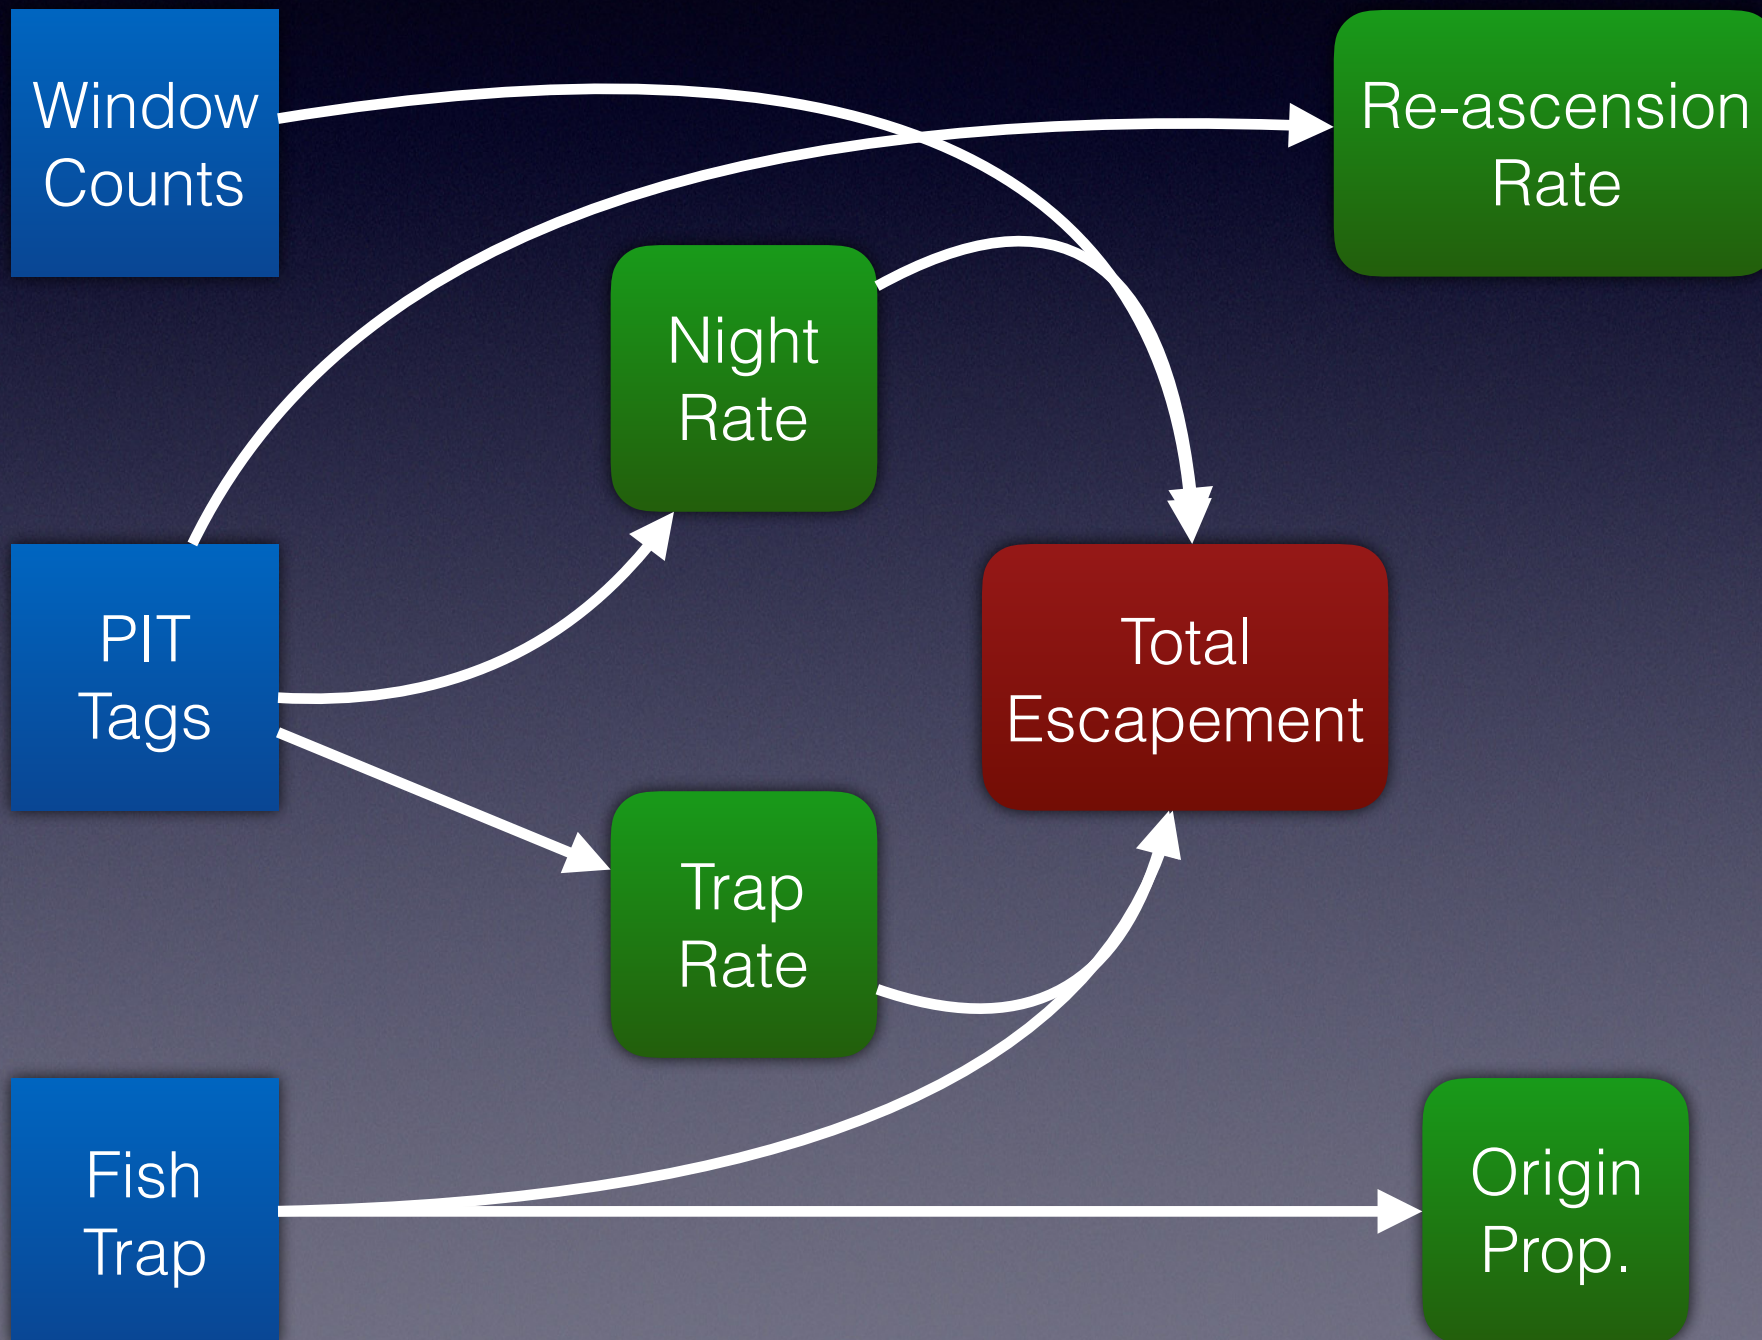 Window
Counts
Re-ascension
Rate
Night
Rate
PIT
Tags
Total
Escapement
Trap
Rate
Fish
Trap
Origin
Prop.